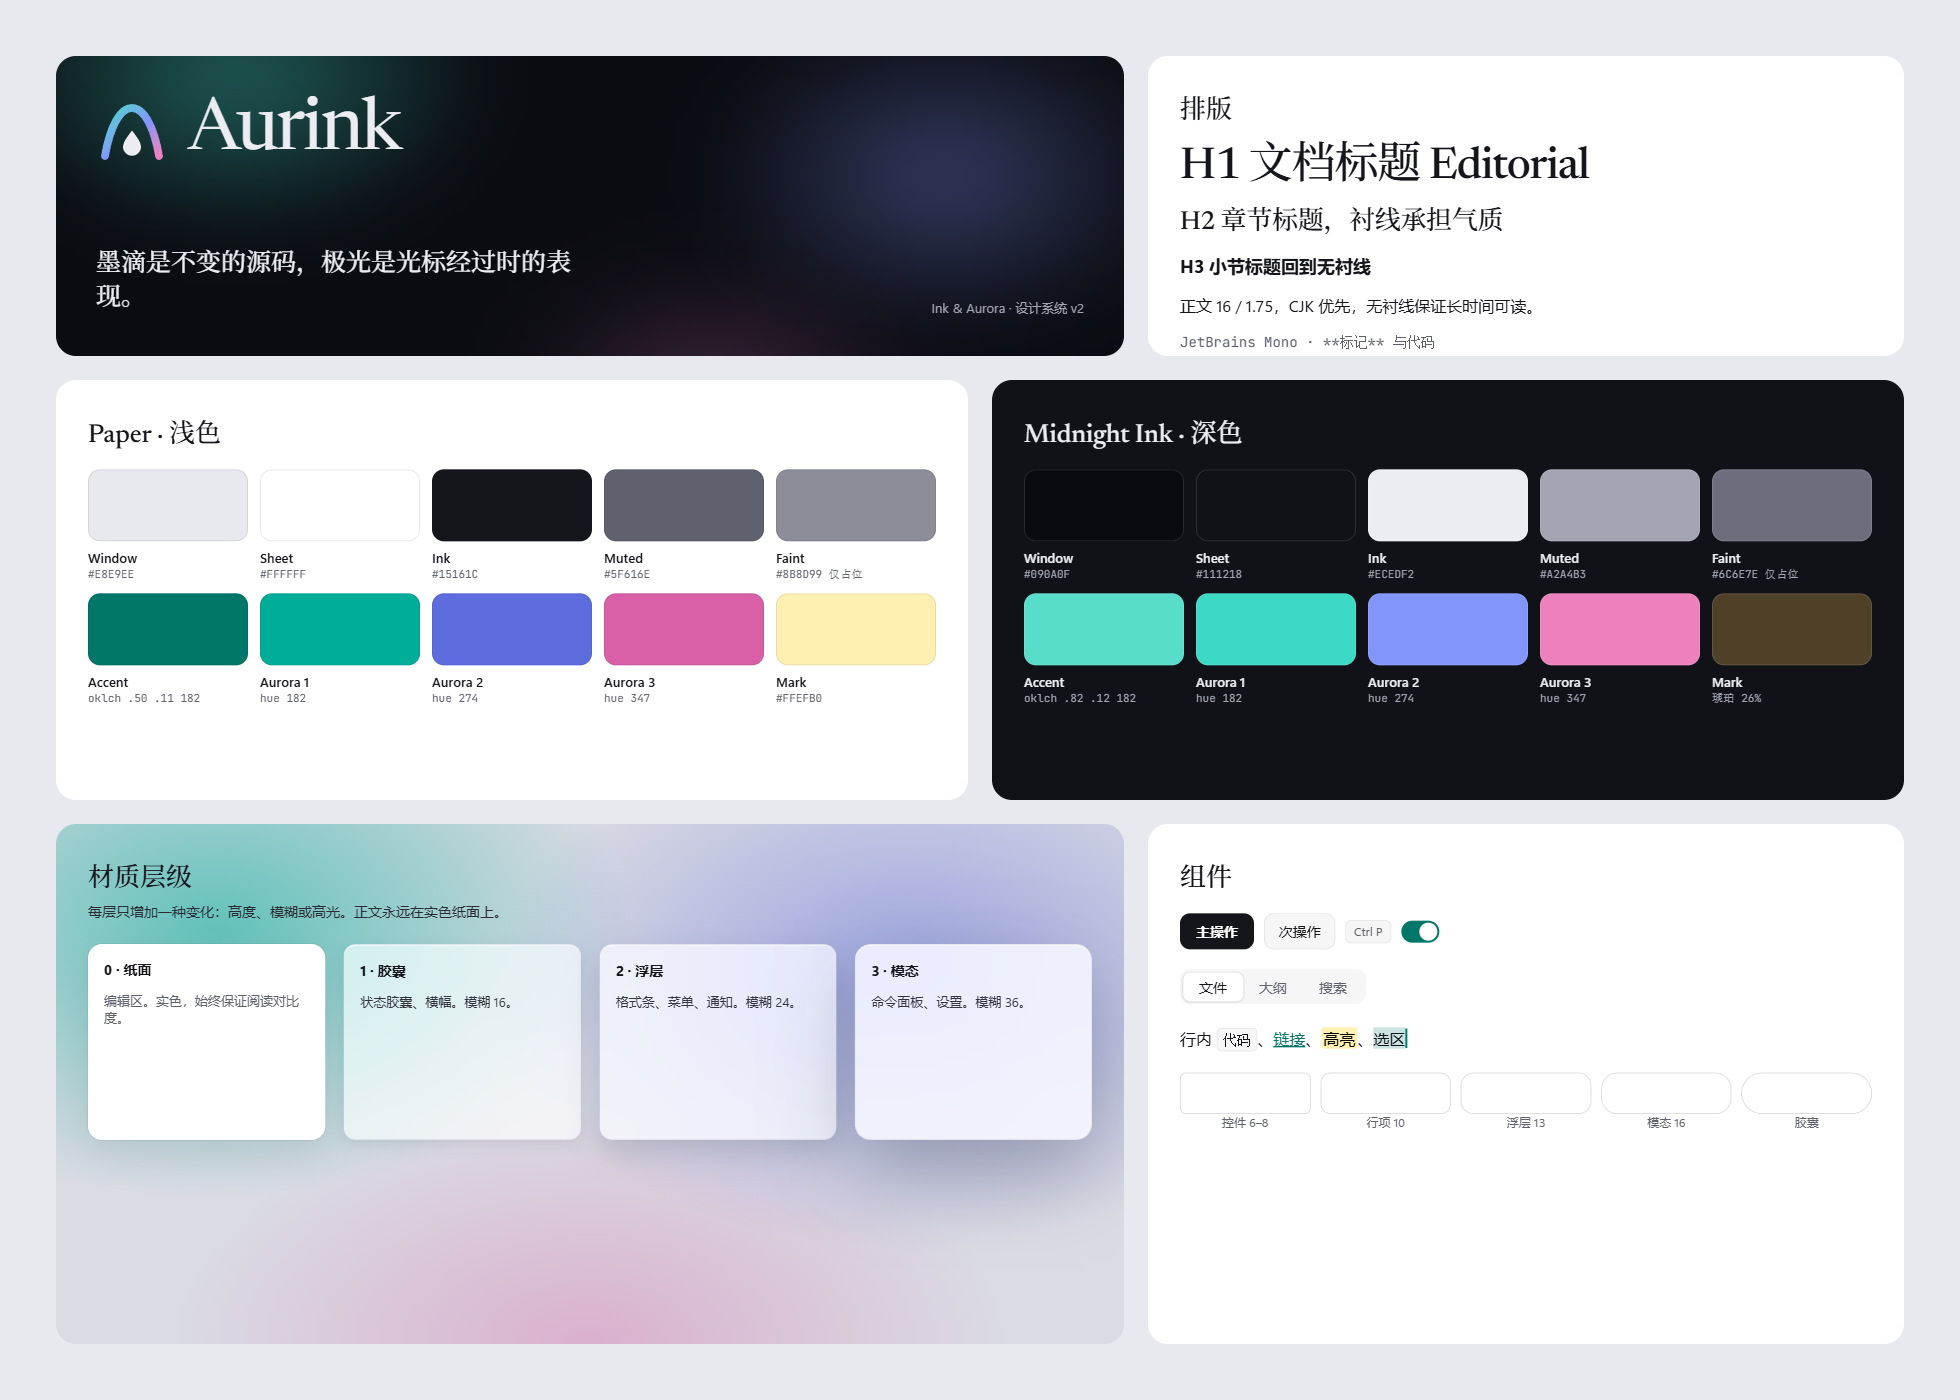 Aurink
墨滴是不变的源码，极光是光标经过时的表
现。
Ink & Aurora · 设计系统 v2
排版
H1 文档标题 Editorial
H2 章节标题，衬线承担气质
H3 小节标题回到无衬线
正文 16 / 1.75，CJK 优先，无衬线保证长时间可读。
JetBrains Mono · **标记** 与代码
Paper · 浅色
Window
#E8E9EE
Sheet
#FFFFFF
Ink
#15161C
Muted
#5F616E
Faint
#8B8D99 仅占位
Accent
oklch .50 .11 182
Aurora 1
hue 182
Aurora 2
hue 274
Aurora 3
hue 347
Mark
#FFEFB0
Midnight Ink · 深色
Window
#090A0F
Sheet
#111218
Ink
#ECEDF2
Muted
#A2A4B3
Faint
#6C6E7E 仅占位
Accent
oklch .82 .12 182
Aurora 1
hue 182
Aurora 2
hue 274
Aurora 3
hue 347
Mark
琥珀 26%
材质层级
每层只增加一种变化：高度、模糊或高光。正文永远在实色纸面上。
0 · 纸面
编辑区。实色，始终保证阅读对比
度。
1 · 胶囊
状态胶囊、横幅。模糊 16。
2 · 浮层
格式条、菜单、通知。模糊 24。
3 · 模态
命令面板、设置。模糊 36。
组件
主操作
次操作
Ctrl P
文件
大纲
搜索
行内 代码、链接、高亮、选区
控件 6–8
行项 10
浮层 13
模态 16
胶囊